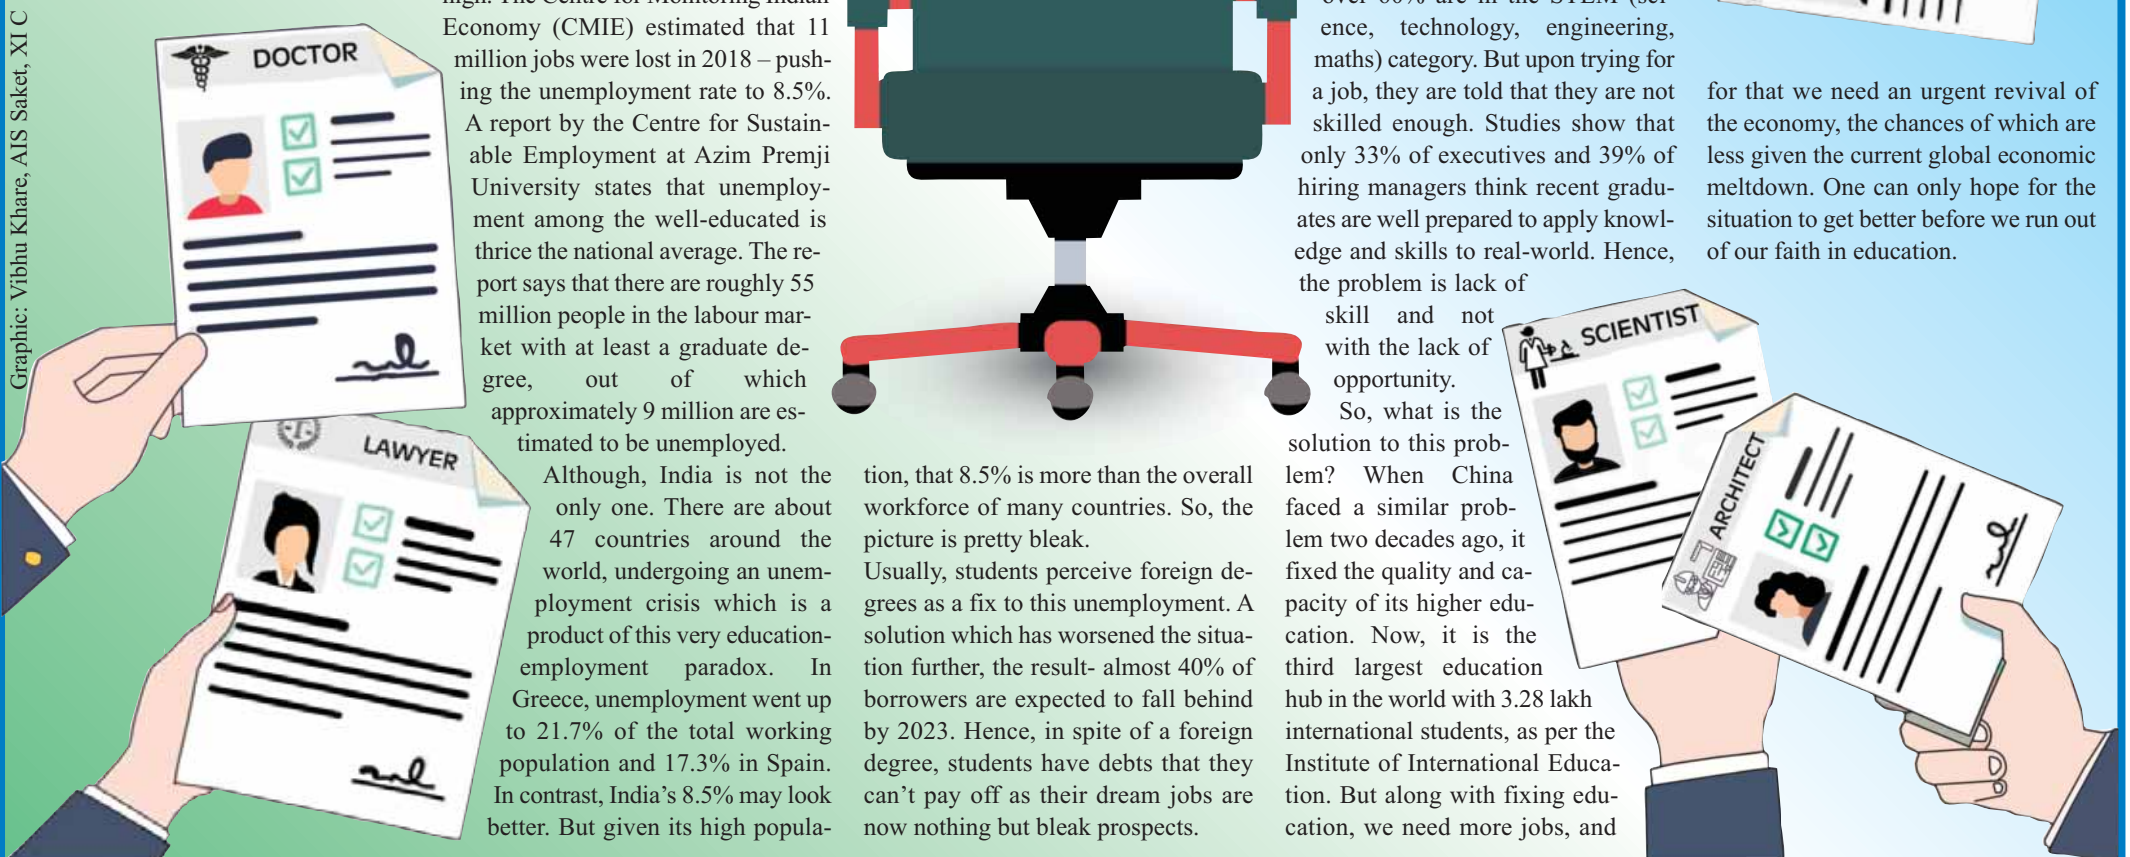 Graphic: Vibhu Khare, AIS Saket, XI C
DOCTOR
LAWYER
high. The Centre for Monitoring Indian
Economy (CMIE) estimated that 11
million jobs were lost in 2018 – push-
ing the unemployment rate to 8.5%.
A report by the Centre for Sustain-
able Employment at Azim Premji
University states that unemploy-
ment among the well-educated is
thrice the national average. The re-
port says that there are roughly 55
million people in the labour mar-
ket with at least a graduate de-
gree, out of which
approximately 9 million are es-
timated to be unemployed.
Although, India is not the
only one. There are about
47 countries around the
world, undergoing an unem-
ployment crisis which is a
product of this very education-
employment paradox. In
Greece, unemployment went up
to 21.7% of the total working
population and 17.3% in Spain.
In contrast, India's 8.5% may look
better. But given its high popula-
tion, that 8.5% is more than the overall
workforce of many countries. So, the
picture is pretty bleak.
Usually, students perceive foreign de-
grees as a fix to this unemployment. A
solution which has worsened the situa-
tion further, the result- almost 40% of
borrowers are expected to fall behind
by 2023. Hence, in spite of a foreign
degree, students have debts that they
can't pay off as their dream jobs are
now nothing but bleak prospects.
over 60% are in the STEM (sci-
ence, technology, engineering,
maths) category. But upon trying for
a job, they are told that they are not
skilled enough. Studies show that
only 33% of executives and 39% of
hiring managers think recent gradu-
ates are well prepared to apply knowl-
edge and skills to real-world. Hence,
the problem is lack of
skill and not
with the lack of
opportunity.
So, what is the
solution to this prob-
lem? When China
faced a similar prob-
lem two decades ago, it
fixed the quality and ca-
pacity of its higher edu-
cation. Now, it is the
third largest education
hub in the world with 3.28 lakh
international students, as per the
Institute of International Educa-
tion. But along with fixing edu-
cation, we need more jobs, and
for that we need an urgent revival of
the economy, the chances of which are
less given the current global economic
meltdown. One can only hope for the
situation to get better before we run out
of our faith in education.
SCIENTIST
ARCHITECT